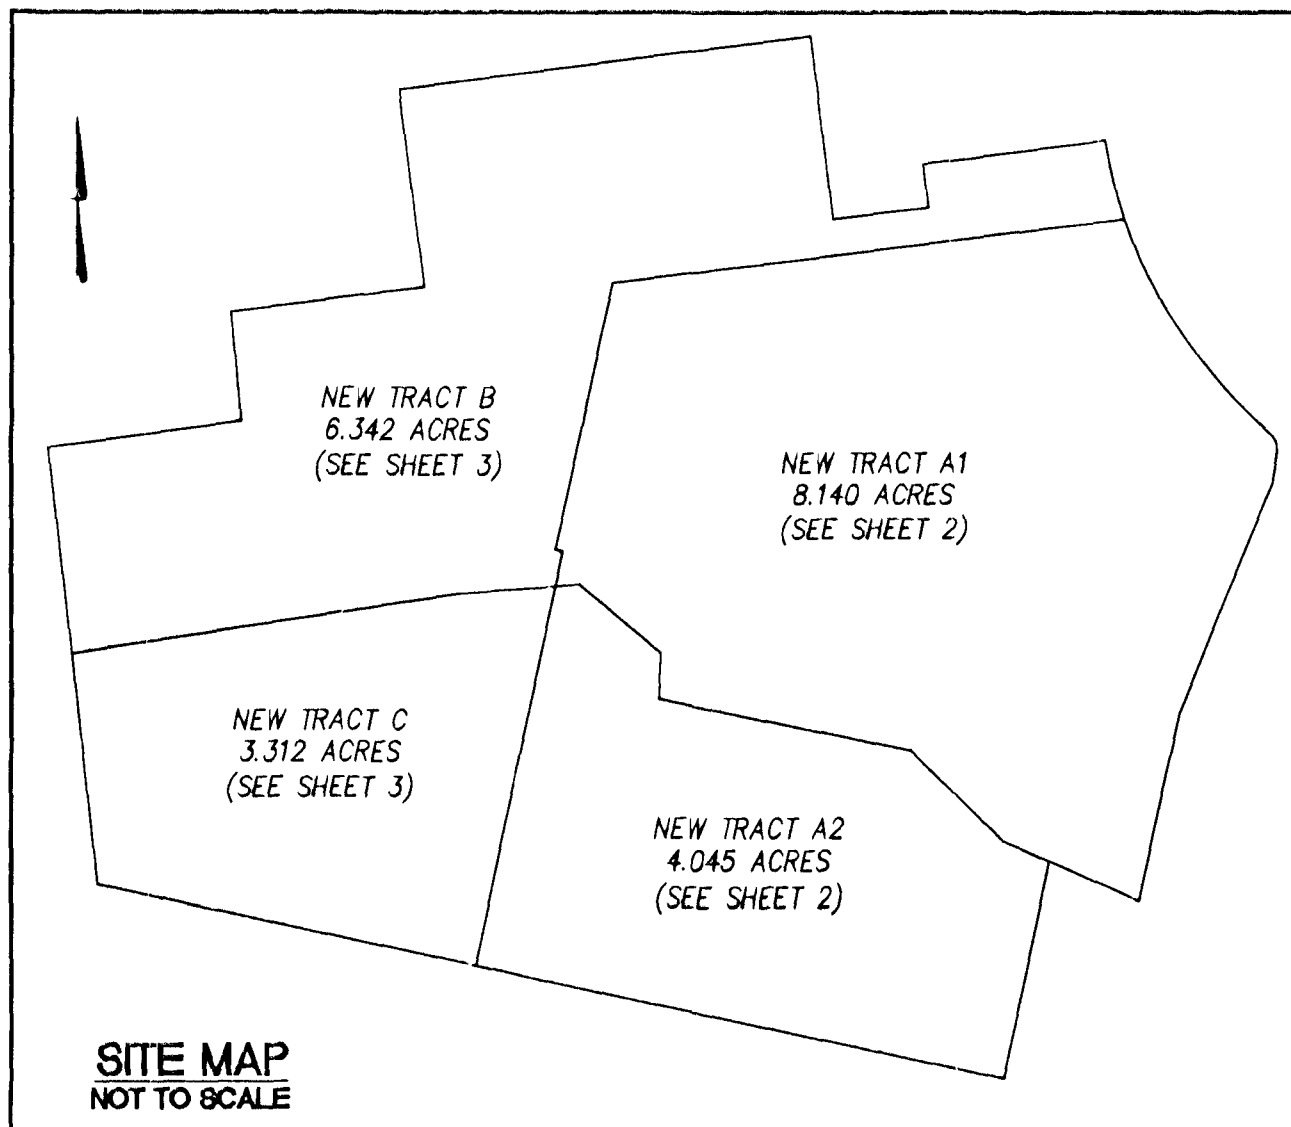 NEW TRACT B
6.342 ACRES
(SEE SHEET 3)
NEW TRACT A1
8.140 ACRES
(SEE SHEET 2)
NEW TRACT C
3.312 ACRES
(SEE SHEET 3)
NEW TRACT A2
4.045 ACRES
(SEE SHEET 2)
SITE MAP
NOT TO SCALE